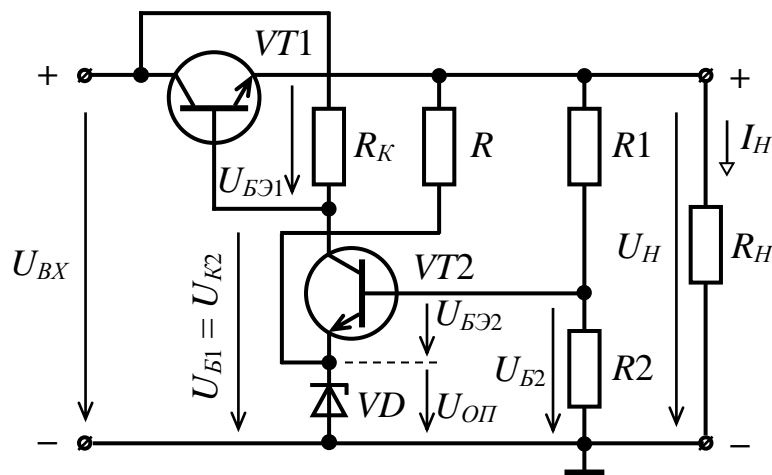 VT1
+
+
R_К
R
R1
I_Н
U_БЭ1
U_ВХ
U_Б1 = U_К2
VT2
U_Н
R_Н
U_БЭ2
U_Б2
R2
VD
U_ОП
−
−